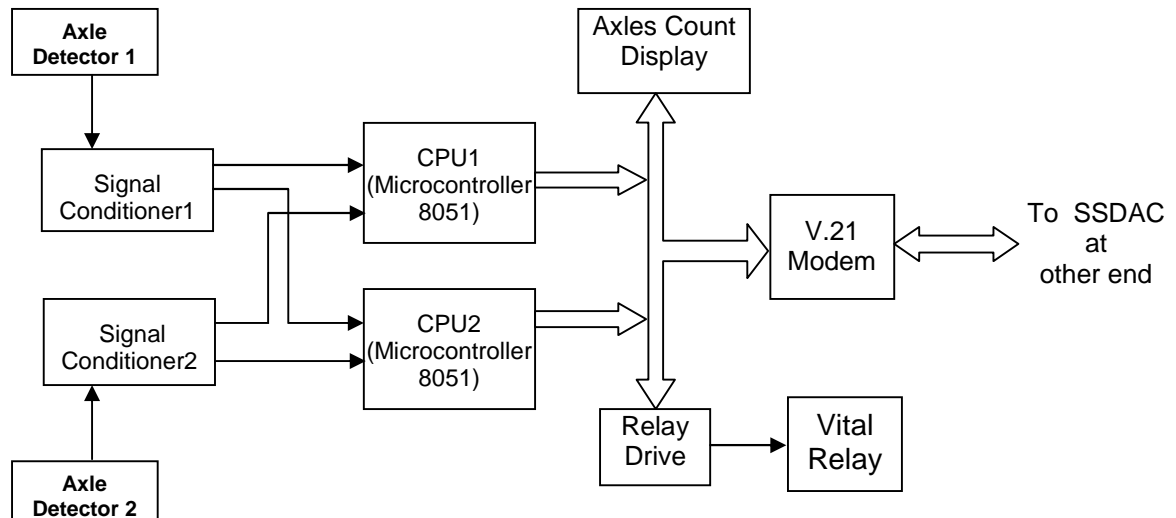 Axle
Detector 1
Axles Count
Display
Signal
Conditioner1
CPU1
(Microcontroller
8051)
V.21
Modem
To SSDAC
at
other end
Signal
Conditioner2
CPU2
(Microcontroller
8051)
Relay
Drive
Vital
Relay
Axle
Detector 2